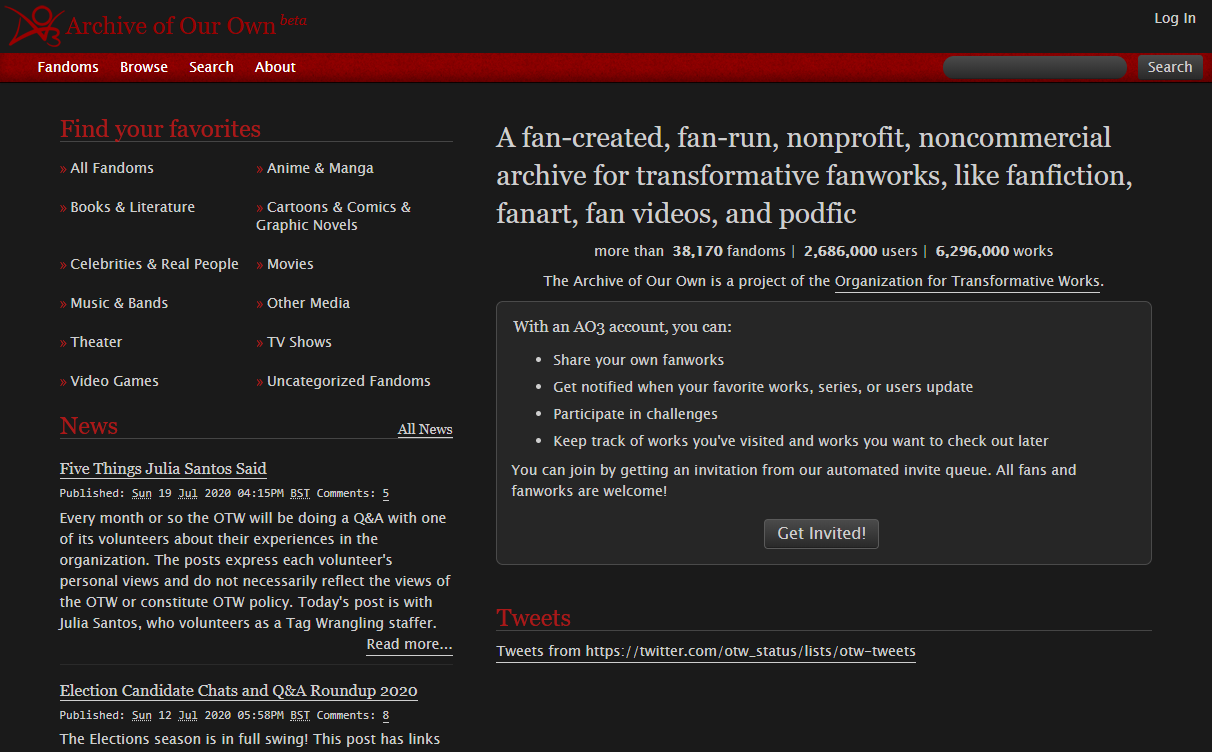 Archive of Our Own beta
Log In
Fandoms Browse Search About
Search
Find your favorites
» All Fandoms
» Anime & Manga
» Books & Literature
» Cartoons & Comics &
Graphic Novels
» Celebrities & Real People
» Movies
» Music & Bands
» Other Media
» Theater
» TV Shows
» Video Games
» Uncategorized Fandoms
News
All News
Five Things Julia Santos Said
Published: Sun 19 Jul 2020 04:15PM BST Comments: 5
Every month or so the OTW will be doing a Q&A with one
of its volunteers about their experiences in the
organization. The posts express each volunteer's
personal views and do not necessarily reflect the views of
the OTW or constitute OTW policy. Today's post is with
Julia Santos, who volunteers as a Tag Wrangling staffer.
Read more...
Election Candidate Chats and Q&A Roundup 2020
Published: Sun 12 Jul 2020 05:58PM BST Comments: 8
The Elections season is in full swing! This post has links
A fan-created, fan-run, nonprofit, noncommercial
archive for transformative fanworks, like fanfiction,
fanart, fan videos, and podfic
more than 38,170 fandoms | 2,686,000 users | 6,296,000 works
The Archive of Our Own is a project of the Organization for Transformative Works.
With an AO3 account, you can:
• Share your own fanworks
• Get notified when your favorite works, series, or users update
• Participate in challenges
• Keep track of works you've visited and works you want to check out later
You can join by getting an invitation from our automated invite queue. All fans and
fanworks are welcome!
Get Invited!
Tweets
Tweets from https://twitter.com/otw_status/lists/otw-tweets